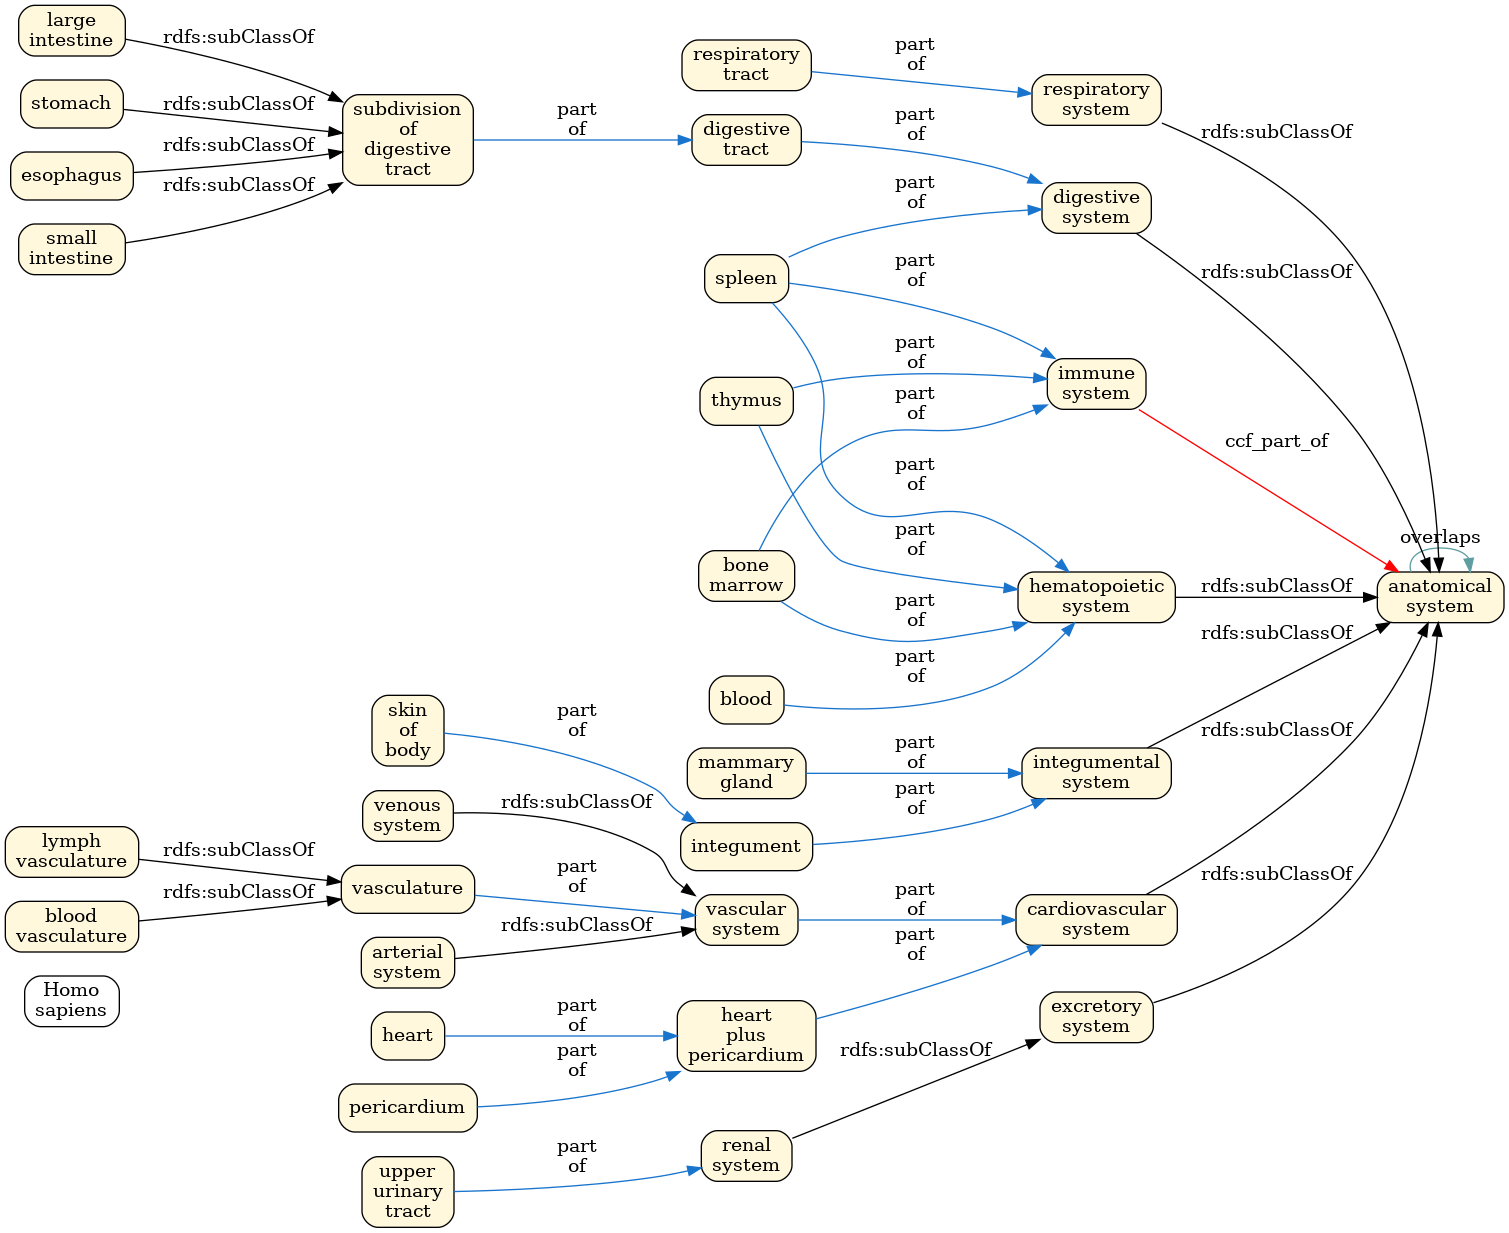 large
intestine
rdfs:subClassOf
stomach
rdfs:subClassOf
esophagus
rdfs:subClassOf
small
intestine
rdfs:subClassOf
subdivision
of
digestive
tract
part
of
respiratory
tract
part
of
respiratory
system
rdfs:subClassOf
digestive
tract
part
of
digestive
system
rdfs:subClassOf
spleen
part
of
part
of
part
of
thymus
part
of
part
of
immune
system
ccf_part_of
bone
marrow
part
of
part
of
hematopoietic
system
rdfs:subClassOf
overlaps
anatomical
system
blood
part
of
skin
of
body
part
of
mammary
gland
part
of
integumental
system
rdfs:subClassOf
integument
part
of
venous
system
rdfs:subClassOf
lymph
vasculature
rdfs:subClassOf
blood
vasculature
rdfs:subClassOf
vasculature
part
of
vascular
system
part
of
cardiovascular
system
rdfs:subClassOf
arterial
system
rdfs:subClassOf
Homo
sapiens
heart
part
of
heart
plus
pericardium
part
of
pericardium
part
of
excretory
system
rdfs:subClassOf
renal
system
rdfs:subClassOf
upper
urinary
tract
part
of